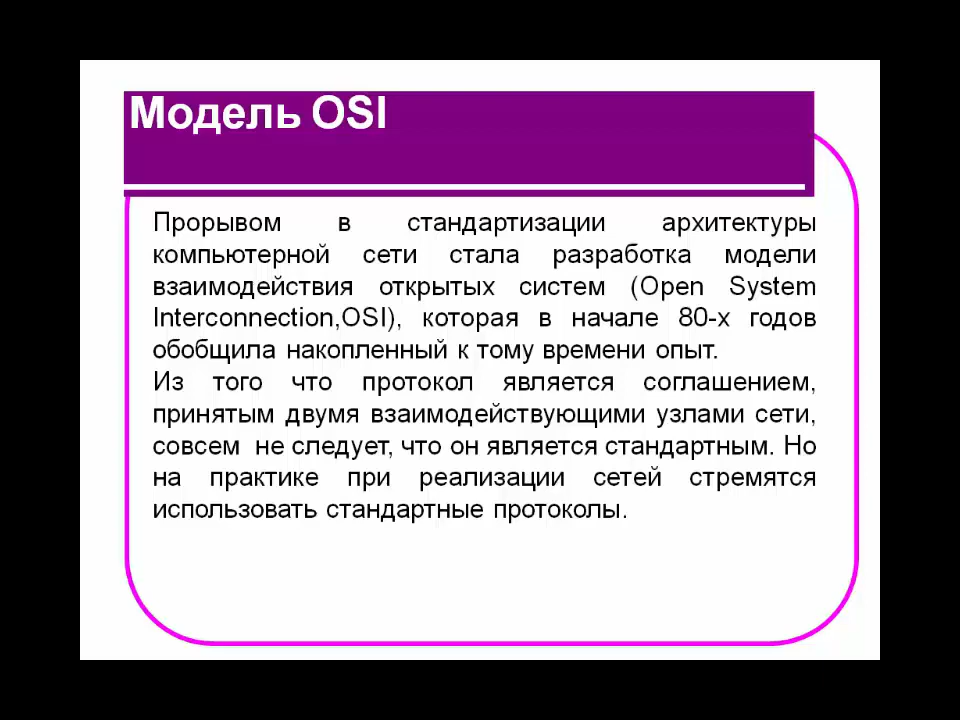 Модель OSI
Прорывом в стандартизации архитектуры
компьютерной сети стала разработка модели
взаимодействия открытых систем (Open System
Interconnection,OSI), которая в начале 80-х годов
обобщила накопленный к тому времени опыт.
Из того что протокол является соглашением,
принятым двумя взаимодействующими узлами сети,
совсем не следует, что он является стандартным. Но
на практике при реализации сетей стремятся
использовать стандартные протоколы.